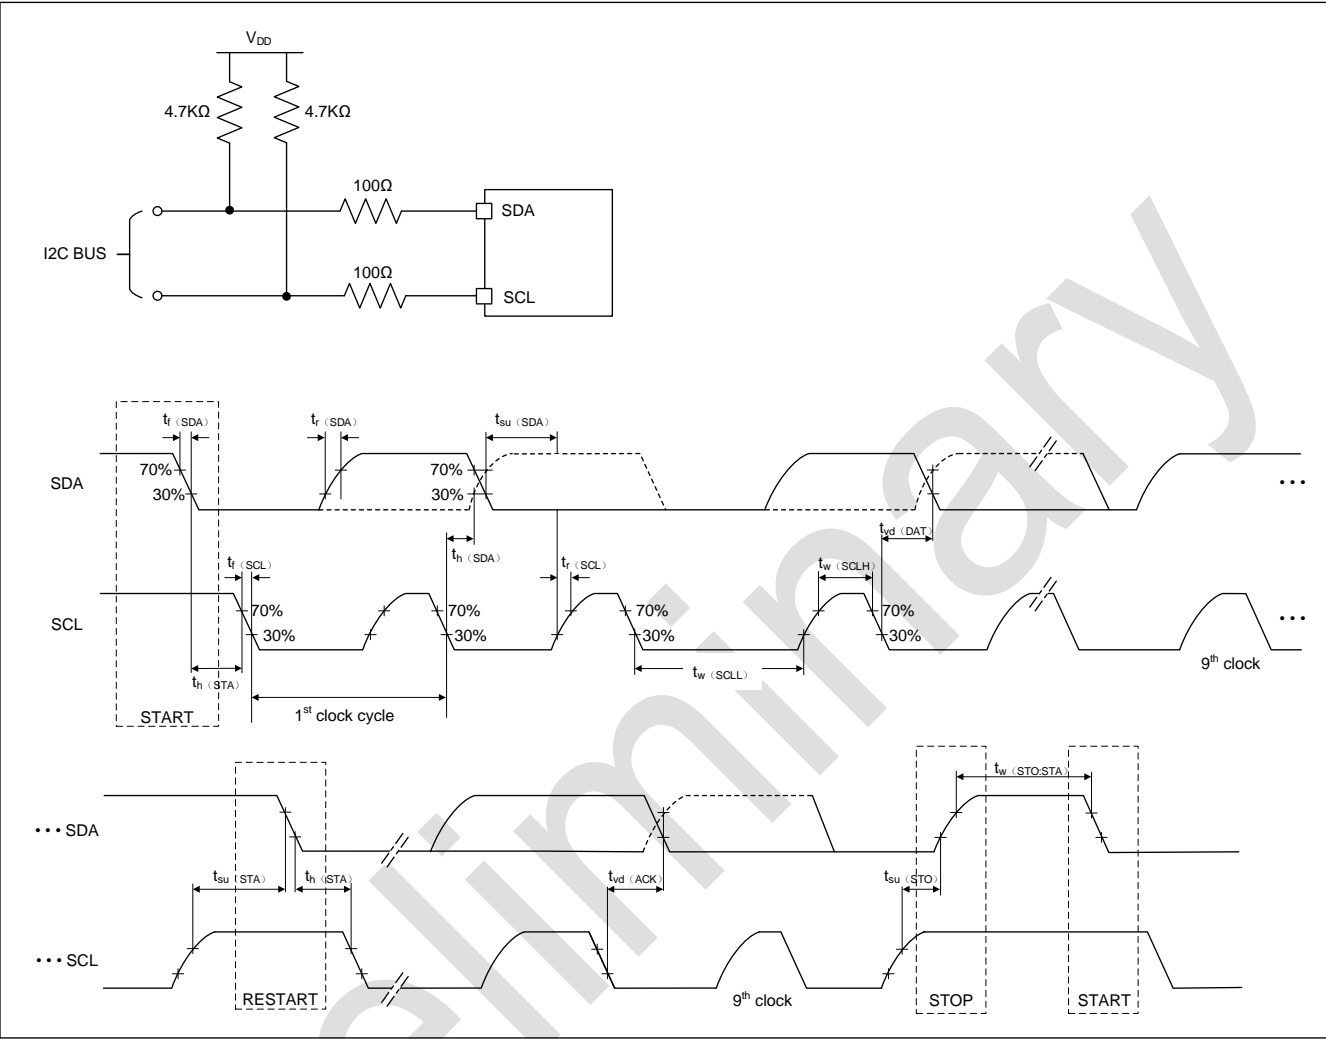 VDD
4.7KΩ 4.7KΩ
100Ω
SDA
I2C BUS
100Ω
SCL
tf（SDA） tr（SDA） tsu（SDA）
70% 70%
30% 30%
SDA ...
th（SDA） tvd（DAT）
tf（SCL） tr（SCL） tw（SCLH）
70% 70% 70% 70%
30% 30% 30% 30%
SCL ...
th（STA） tw（SCLL） 9th clock
START 1st clock cycle
tw（STO:STA）
...SDA
tsu（STA） th（STA） tvd（ACK） tsu（STO）
...SCL
RESTART 9th clock STOP START
eliminary